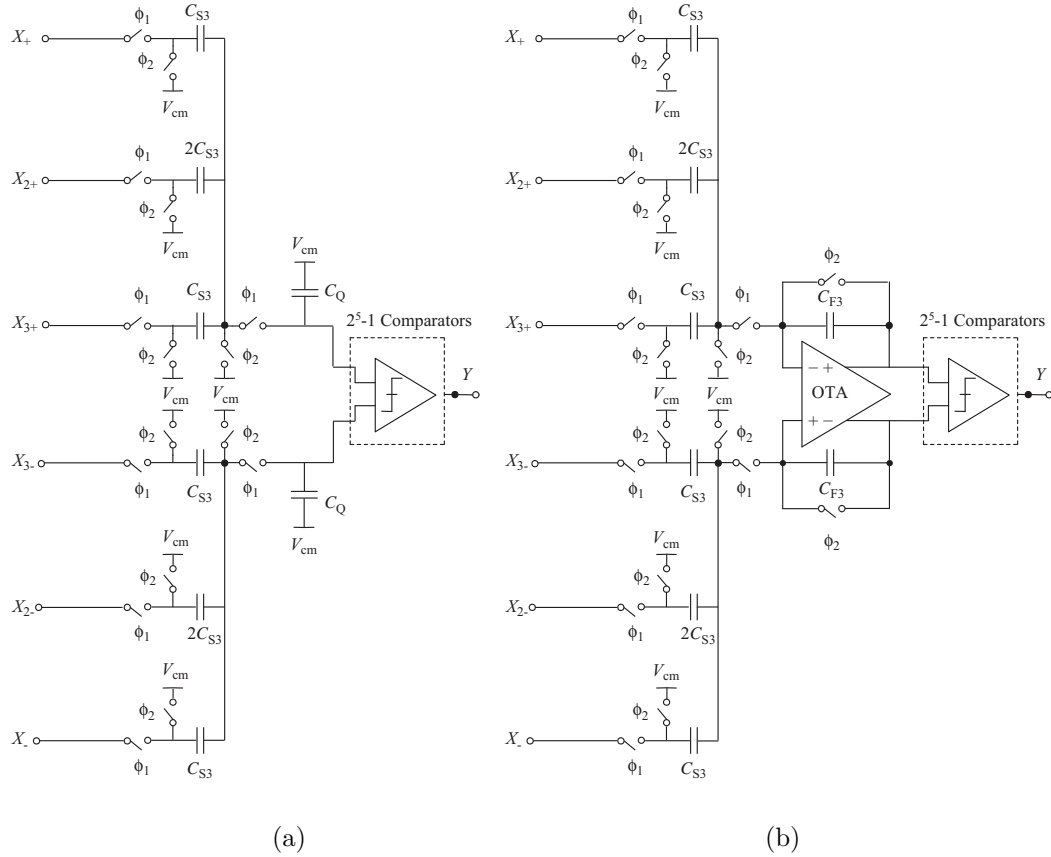 ϕ1
CS3
X+
ϕ2
Vcm
ϕ1
2CS3
X2+
ϕ2
Vcm
Vcm
ϕ1
CS3
ϕ1
CQ
X3+
2^5-1 Comparators
ϕ2
ϕ2
Vcm
Vcm
Y
ϕ2
ϕ2
X3-
ϕ1
CS3
ϕ1
CQ
Vcm
Vcm
ϕ2
X2-
ϕ1
2CS3
Vcm
ϕ2
X-
ϕ1
CS3
(a)
ϕ1
CS3
X+
ϕ2
Vcm
ϕ1
2CS3
X2+
ϕ2
Vcm
ϕ2
ϕ1
CS3
ϕ1
CF3
X3+
2^5-1 Comparators
ϕ2
ϕ2
− +
Vcm
Vcm
OTA
Y
+ −
ϕ2
ϕ2
X3-
ϕ1
CS3
ϕ1
CF3
ϕ2
Vcm
ϕ2
X2-
ϕ1
2CS3
Vcm
ϕ2
X-
ϕ1
CS3
(b)